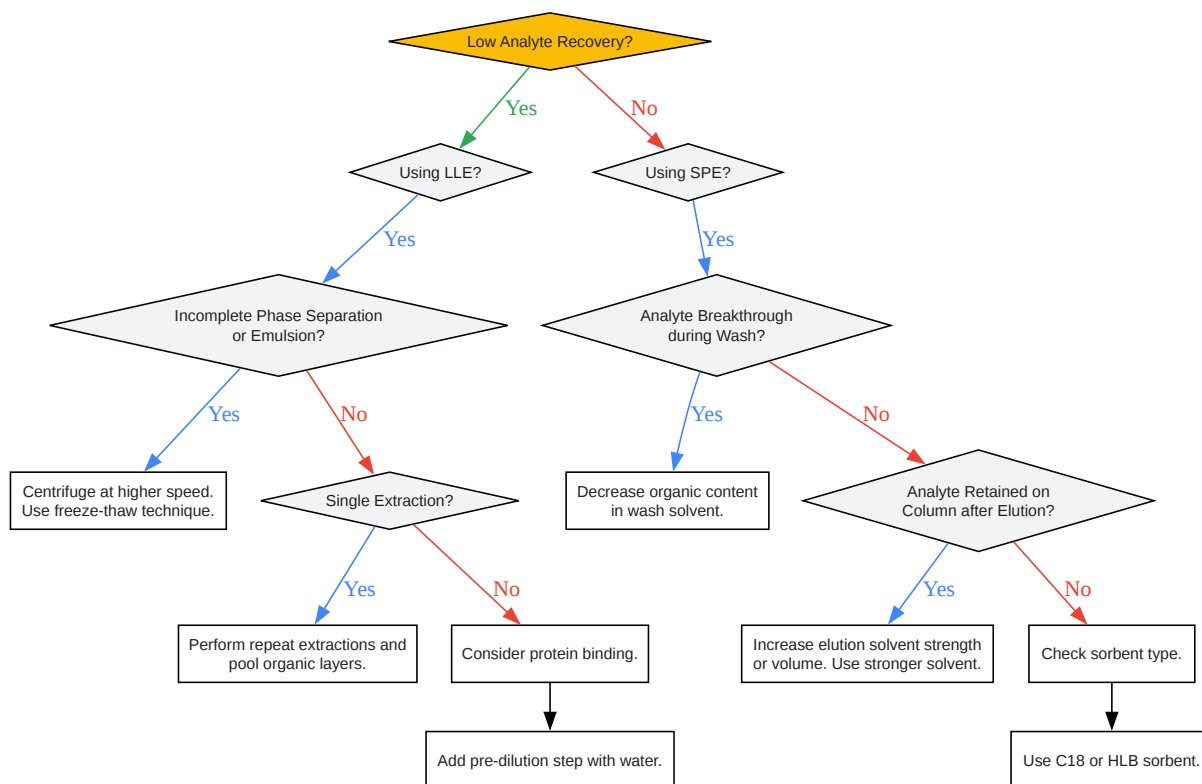 Low Analyte Recovery?
Yes
No
Using LLE?
Using SPE?
Yes
Yes
Incomplete Phase Separation
or Emulsion?
Analyte Breakthrough
during Wash?
Yes
No
Yes
No
Centrifuge at higher speed.
Use freeze-thaw technique.
Single Extraction?
Decrease organic content
in wash solvent.
Analyte Retained on
Column after Elution?
Yes
No
Yes
No
Perform repeat extractions and
pool organic layers.
Consider protein binding.
Increase elution solvent strength
or volume. Use stronger solvent.
Check sorbent type.
Add pre-dilution step with water.
Use C18 or HLB sorbent.